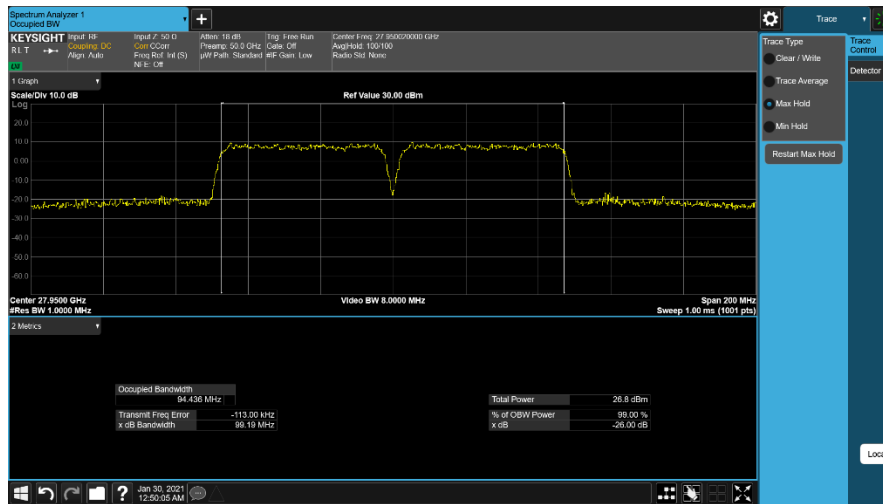 Spectrum Analyzer 1
Occupied BW
+
Trace
KEYSIGHT
R L T
Input: RF
Coupling: DC
Align: Auto
Input Z: 50 Ω
Corr CCorr
Freq Ref: Int (S)
NFE: Off
Atten: 18 dB
Preamp: 50.0 GHz
µW Path: Standard
Trig: Free Run
Gate: Off
#IF Gain: Low
Center Freq: 27.950020000 GHz
Avg|Hold: 100/100
Radio Std: None
Trace Type
Clear / Write
Trace Average
Max Hold
Min Hold
Restart Max Hold
Trace
Control
Detector
1 Graph
Scale/Div 10.0 dB
Ref Value 30.00 dBm
Log
20.0
10.0
0.00
-10.0
-20.0
-30.0
-40.0
-50.0
-60.0
Center 27.9500 GHz
#Res BW 1.0000 MHz
Video BW 8.0000 MHz
Span 200 MHz
Sweep 1.00 ms (1001 pts)
2 Metrics
Occupied Bandwidth
94.436 MHz
Transmit Freq Error -113.00 kHz
x dB Bandwidth 99.19 MHz
Total Power 26.8 dBm
% of OBW Power 99.00 %
x dB -26.00 dB
Loca
?
Jan 30, 2021
12:50:05 AM